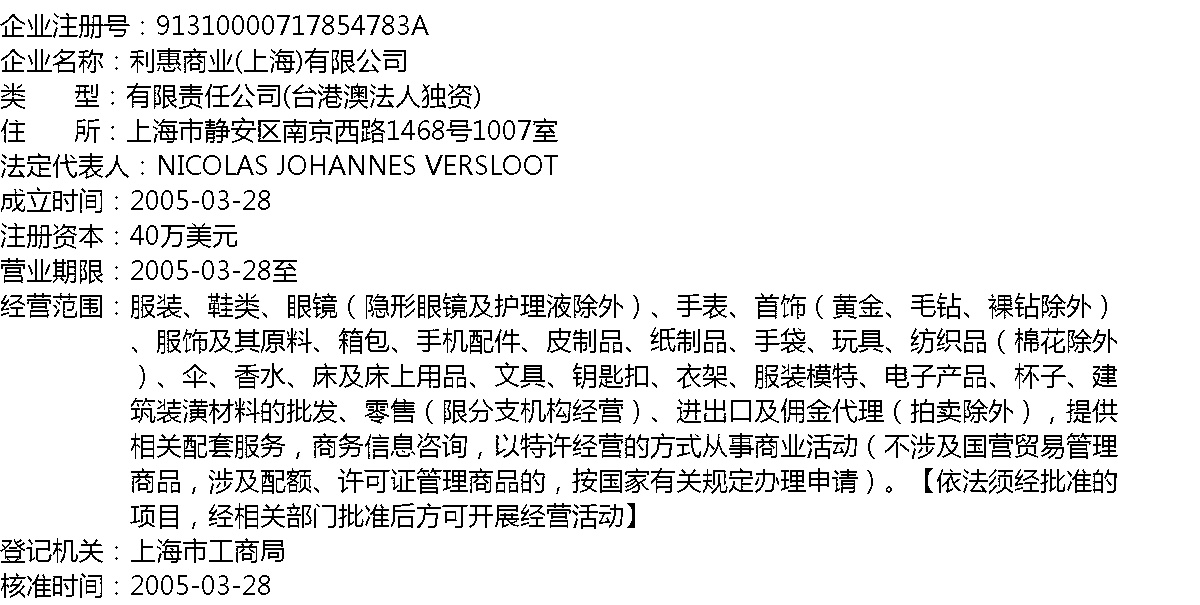 企业注册号：91310000717854783A
企业名称：利惠商业(上海)有限公司
类　　型：有限责任公司(台港澳法人独资)
住　　所：上海市静安区南京西路1468号1007室
法定代表人：NICOLAS JOHANNES VERSLOOT
成立时间：2005-03-28
注册资本：40万美元
营业期限：2005-03-28至
经营范围：服装、鞋类、眼镜（隐形眼镜及护理液除外）、手表、首饰（黄金、毛钻、裸钻除外）
、服饰及其原料、箱包、手机配件、皮制品、纸制品、手袋、玩具、纺织品（棉花除外
）、伞、香水、床及床上用品、文具、钥匙扣、衣架、服装模特、电子产品、杯子、建
筑装潢材料的批发、零售（限分支机构经营）、进出口及佣金代理（拍卖除外），提供
相关配套服务，商务信息咨询，以特许经营的方式从事商业活动（不涉及国营贸易管理
商品，涉及配额、许可证管理商品的，按国家有关规定办理申请）。【依法须经批准的
项目，经相关部门批准后方可开展经营活动】
登记机关：上海市工商局
核准时间：2005-03-28